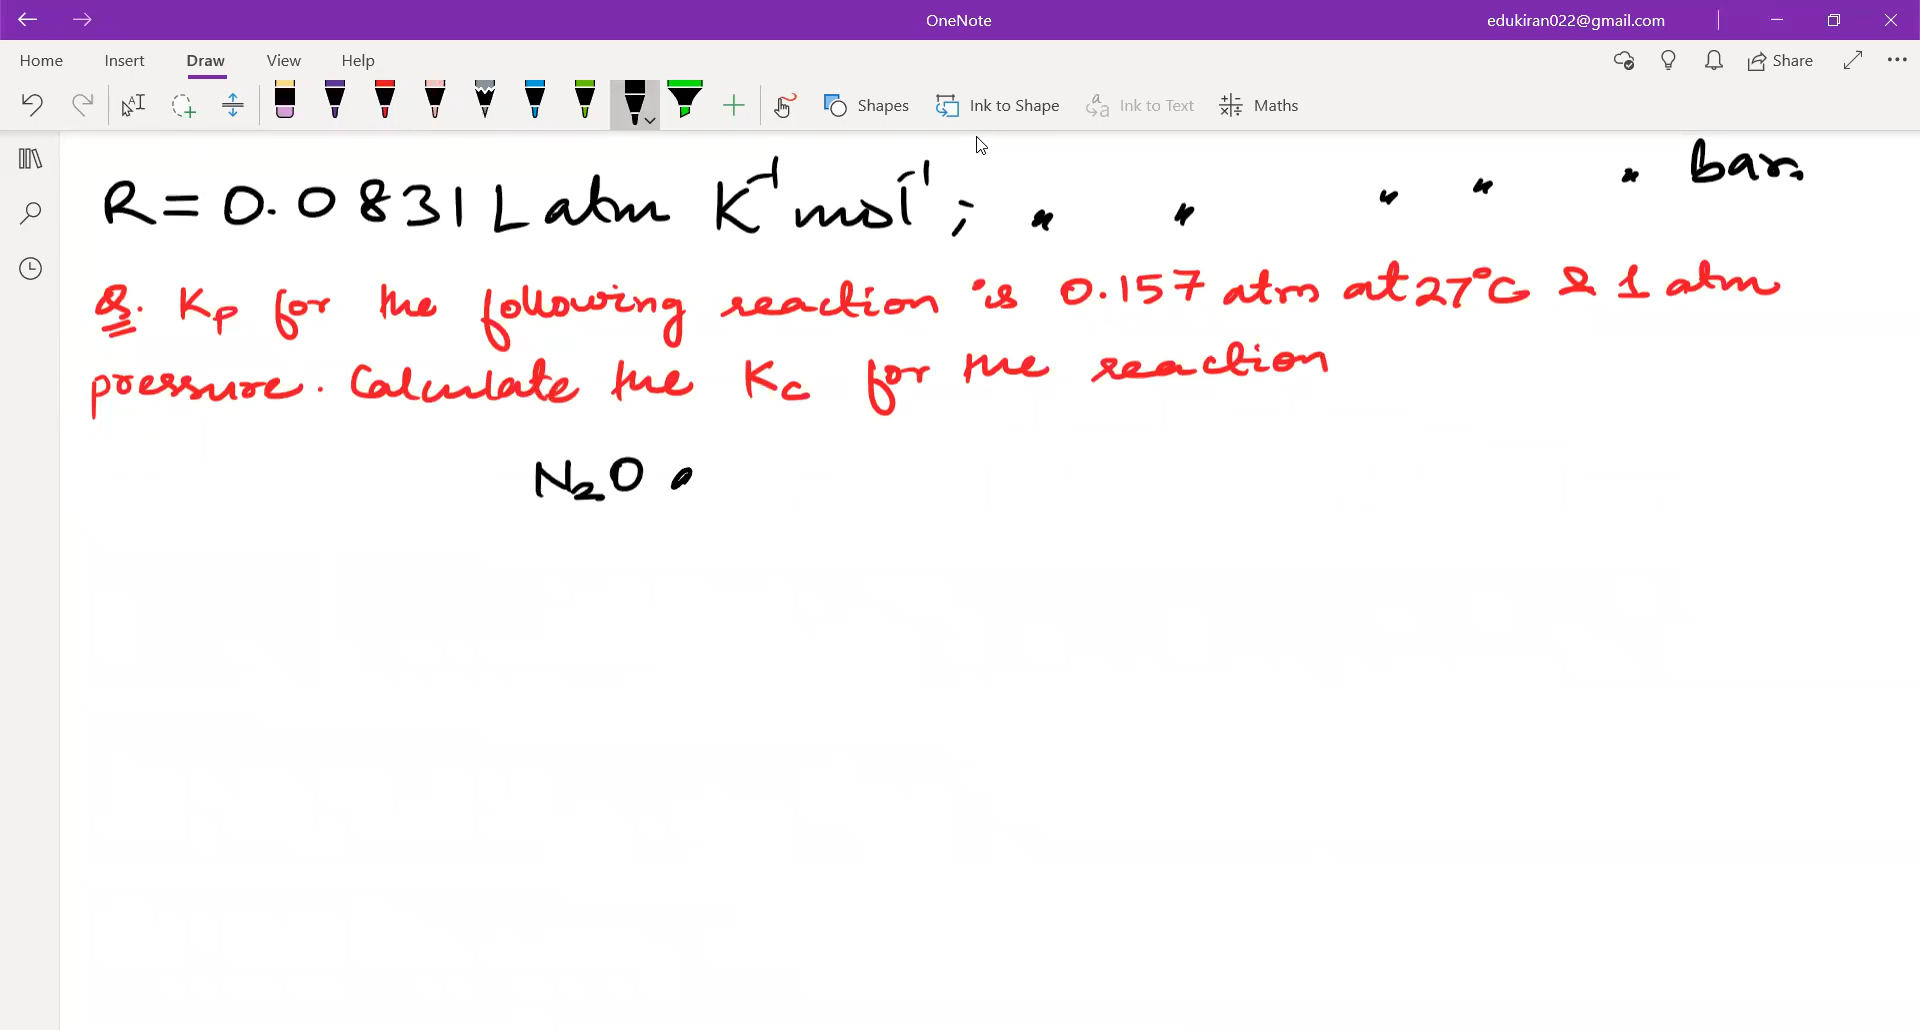 OneNote
edukiran022@gmail.com
Home Insert Draw View Help
Share
Shapes Ink to Shape Ink to Text Maths
R = 0.0831 L atm K⁻¹ mol⁻¹ ; " " " " " bar.
Q. Kp for the following reaction is 0.157 atm at 27°C & 1 atm
pressure. Calculate the Kc for the reaction
N₂O